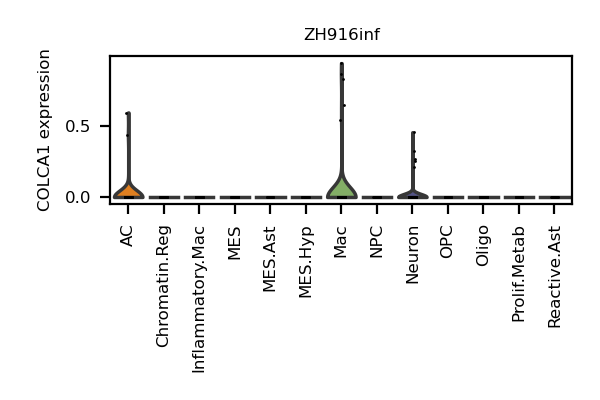 ZH916inf
COLCA1 expression
0.5
0.0
AC
Chromatin.Reg
Inflammatory.Mac
MES
MES.Ast
MES.Hyp
Mac
NPC
Neuron
OPC
Oligo
Prolif.Metab
Reactive.Ast